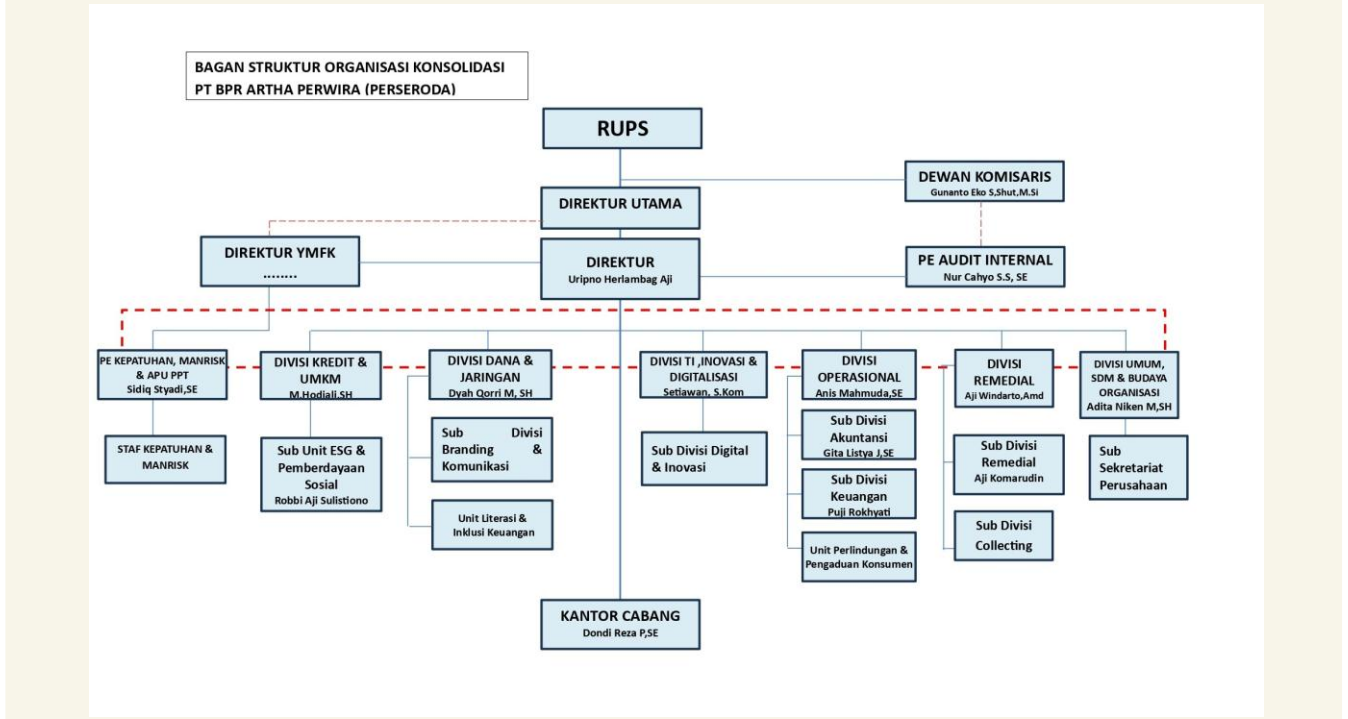 BAGAN STRUKTUR ORGANISASI KONSOLIDASI
PT BPR ARTHA PERWIRA (PERSERODA)
RUPS
DEWAN KOMISARIS
Gunanto Eko S,Shut,M.Si
DIREKTUR UTAMA
DIREKTUR YMFK
........
DIREKTUR
Uripno Herlambag Aji
PE AUDIT INTERNAL
Nur Cahyo S.S, SE
PE KEPATUHAN, MANRISK
& APU PPT
Sidiq Styadi,SE
DIVISI KREDIT &
UMKM
M.Hodiali,SH
DIVISI DANA &
JARINGAN
Dyah Qorri M, SH
DIVISI TI ,INOVASI &
DIGITALISASI
Setiawan, S.Kom
DIVISI
OPERASIONAL
Anis Mahmuda,SE
DIVISI
REMEDIAL
Aji Windarto,Amd
DIVISI UMUM,
SDM & BUDAYA
ORGANISASI
Adita Niken M,SH
STAF KEPATUHAN &
MANRISK
Sub Unit ESG &
Pemberdayaan
Sosial
Robbi Aji Sulistiono
Sub Divisi
Branding &
Komunikasi
Unit Literasi &
Inklusi Keuangan
Sub Divisi Digital
& Inovasi
Sub Divisi
Akuntansi
Gita Listya J,SE
Sub Divisi
Keuangan
Puji Rokhyati
Unit Perlindungan &
Pengaduan Konsumen
Sub Divisi
Remedial
Aji Komarudin
Sub Divisi
Collecting
Sub
Sekretariat
Perusahaan
KANTOR CABANG
Dondi Reza P,SE